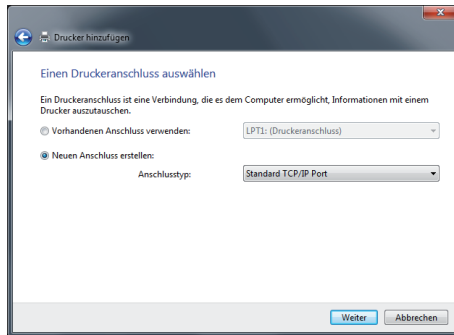 Drucker hinzufügen
Einen Druckeranschluss auswählen
Ein Druckeranschluss ist eine Verbindung, die es dem Computer ermöglicht, Informationen mit einem
Drucker auszutauschen.
Vorhandenen Anschluss verwenden: LPT1: (Druckeranschluss)
Neuen Anschluss erstellen:
Anschlusstyp: Standard TCP/IP Port
Weiter Abbrechen